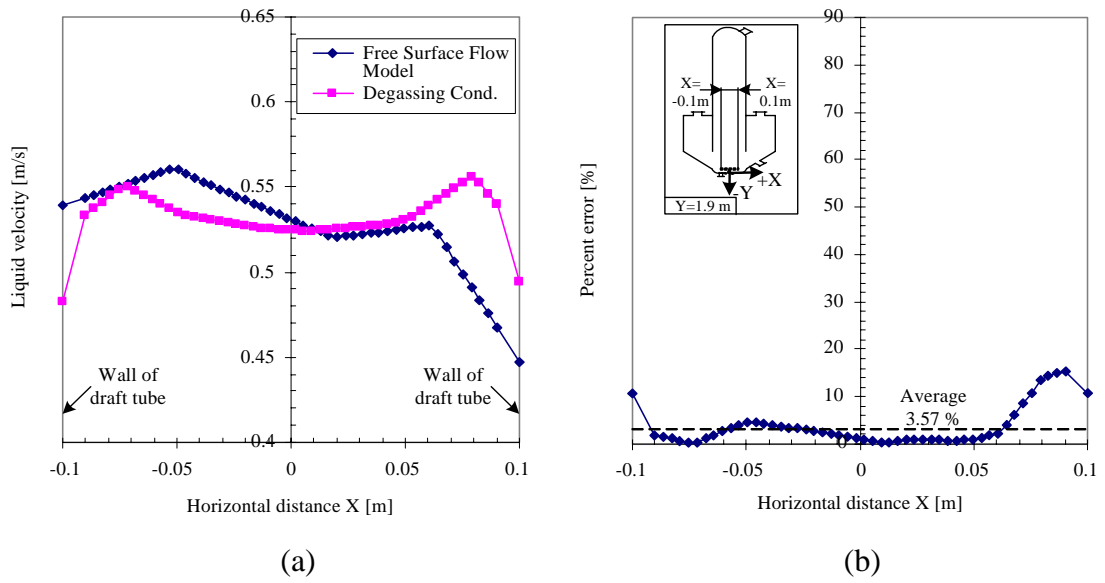 0.65
0.6
0.55
0.5
0.45
0.4
Liquid velocity [m/s]
Free Surface Flow
Model
Degassing Cond.
Wall of
draft tube
Wall of
draft tube
-0.1
-0.05
0
0.05
0.1
Horizontal distance X [m]
(a)
90
80
70
60
50
40
30
20
10
0
Percent error [%]
X=
-0.1m
X=
0.1m
+X
-Y
Y=1.9 m
Average
3.57 %
-0.1
-0.05
0
0.05
0.1
Horizontal distance X [m]
(b)